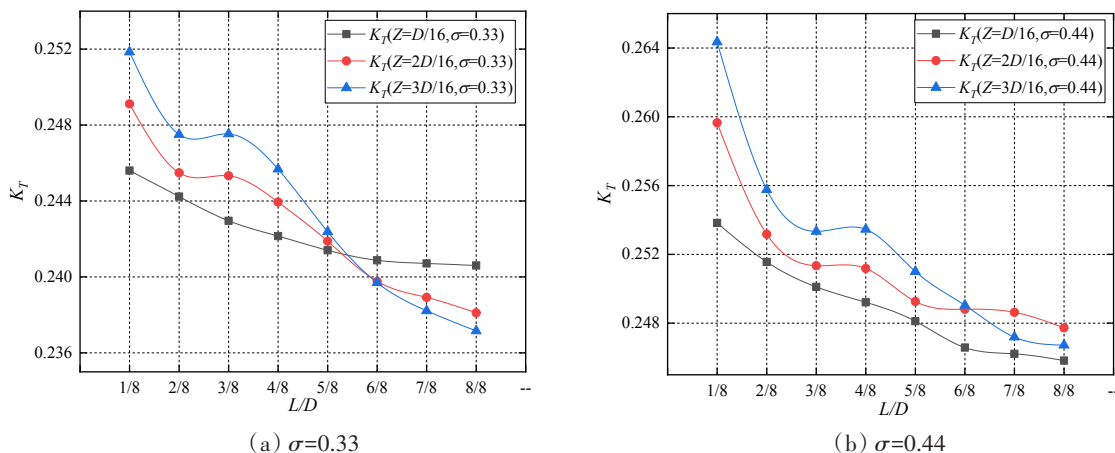 K_T(Z=D/16,σ=0.33)
K_T(Z=2D/16,σ=0.33)
K_T(Z=3D/16,σ=0.33)
0.252
0.248
0.244
0.240
0.236
K_T
1/8 2/8 3/8 4/8 5/8 6/8 7/8 8/8 --
L/D
(a) σ=0.33
K_T(Z=D/16,σ=0.44)
K_T(Z=2D/16,σ=0.44)
K_T(Z=3D/16,σ=0.44)
0.264
0.260
0.256
0.252
0.248
K_T
1/8 2/8 3/8 4/8 5/8 6/8 7/8 8/8 --
L/D
(b) σ=0.44